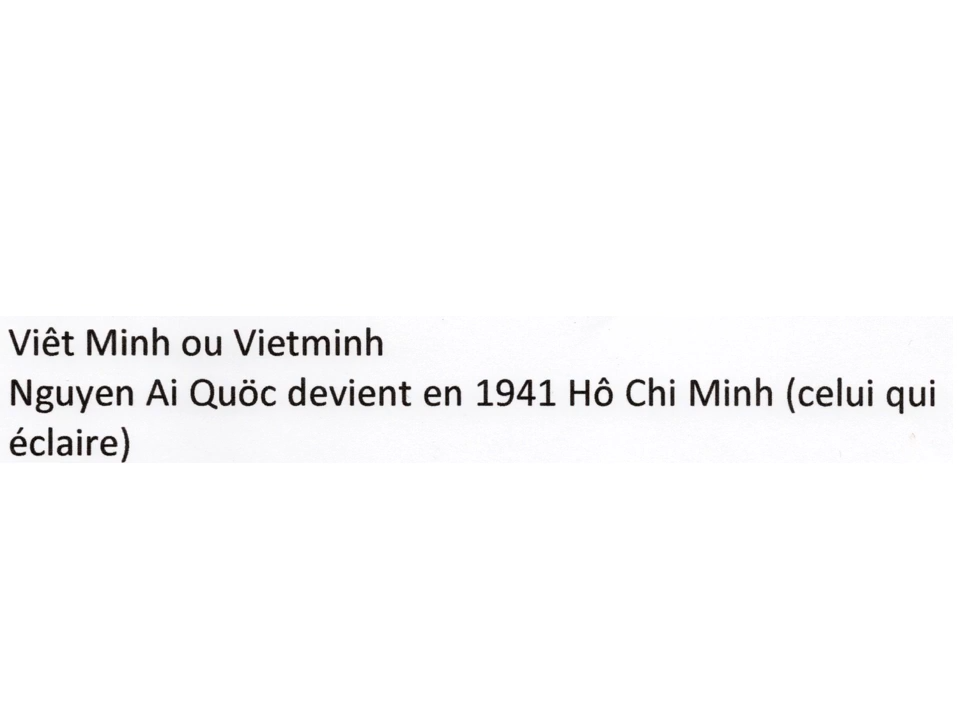 Viêt Minh ou Vietminh
Nguyen Ai Quöc devient en 1941 Hô Chi Minh (celui qui
éclaire)